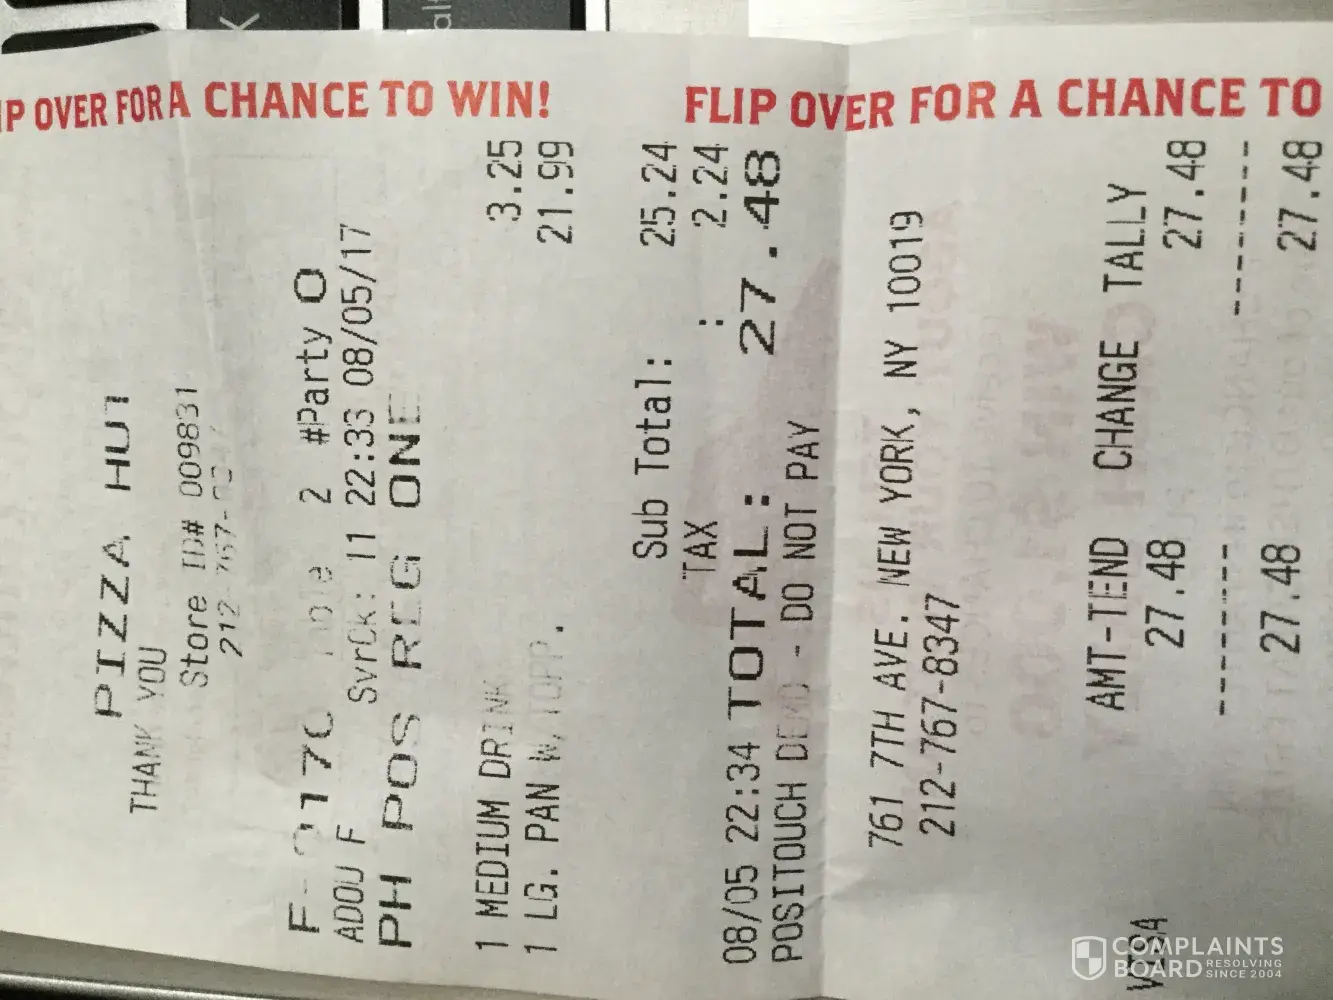 FLIP OVER FOR A CHANCE TO
OVER FOR A CHANCE TO WIN!
PIZZA HUT
THANK YOU
Store ID# 009831
212-767-
2 #Party 0
ADOU F SvrCk: 11 22:33 08/05/17
PH POS REG ONE
1 MEDIUM DRINK 3.25
1 LG. PAN W/TOPP. 21.99
Sub Total: 25.24
TAX : 2.24
08/05 22:34 TOTAL: 27.48
POSITOUCH DEMO - DO NOT PAY
761 7TH AVE. NEW YORK, NY 10019
212-767-8347
AMT-TEND CHANGE TALLY
VISA 27.48 27.48
------- -------
27.48 27.48
COMPLAINTS
BOARD RESOLVING
SINCE 2004
alt
K